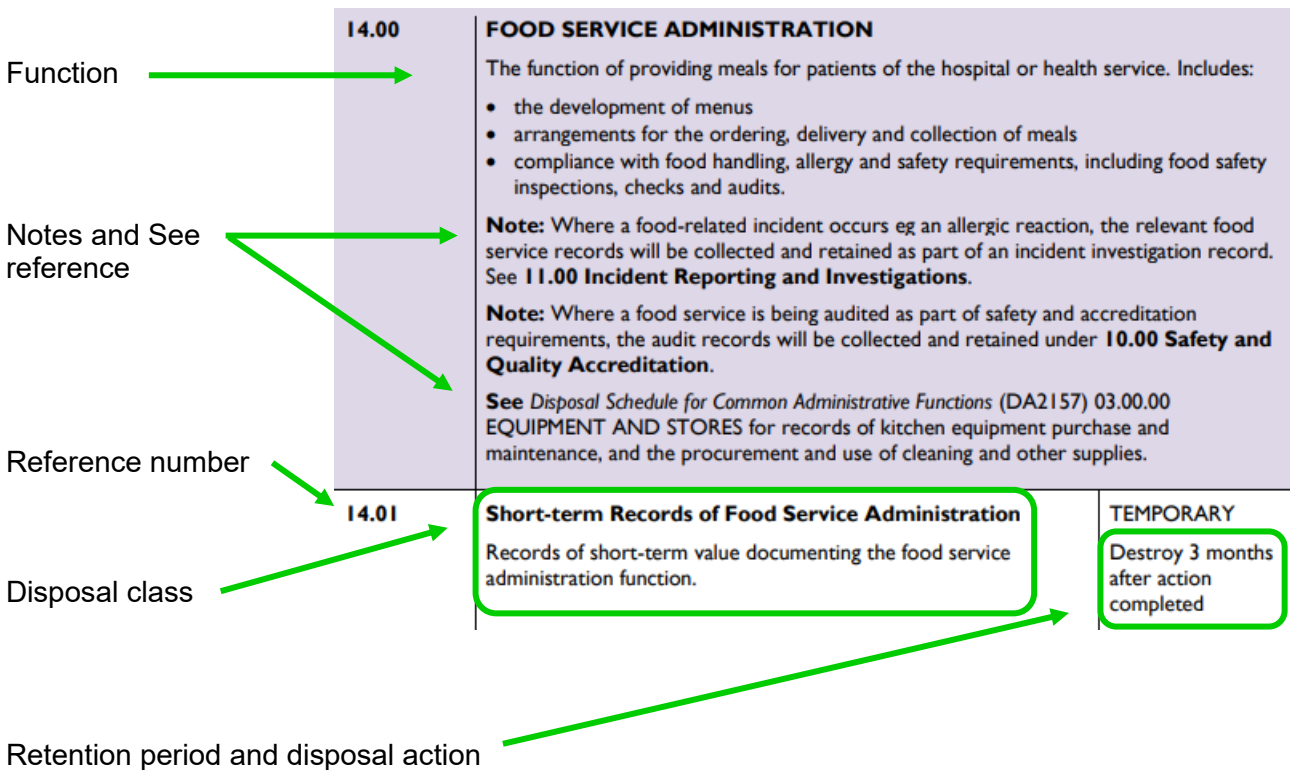 14.00 FOOD SERVICE ADMINISTRATION
Function
The function of providing meals for patients of the hospital or health service. Includes:
• the development of menus
• arrangements for the ordering, delivery and collection of meals
• compliance with food handling, allergy and safety requirements, including food safety
inspections, checks and audits.
Notes and See
reference
Note: Where a food-related incident occurs eg an allergic reaction, the relevant food
service records will be collected and retained as part of an incident investigation record.
See 11.00 Incident Reporting and Investigations.
Note: Where a food service is being audited as part of safety and accreditation
requirements, the audit records will be collected and retained under 10.00 Safety and
Quality Accreditation.
See Disposal Schedule for Common Administrative Functions (DA2157) 03.00.00
EQUIPMENT AND STORES for records of kitchen equipment purchase and
maintenance, and the procurement and use of cleaning and other supplies.
Reference number
14.01 Short-term Records of Food Service Administration TEMPORARY
Records of short-term value documenting the food service
administration function.
Destroy 3 months
after action
completed
Disposal class
Retention period and disposal action